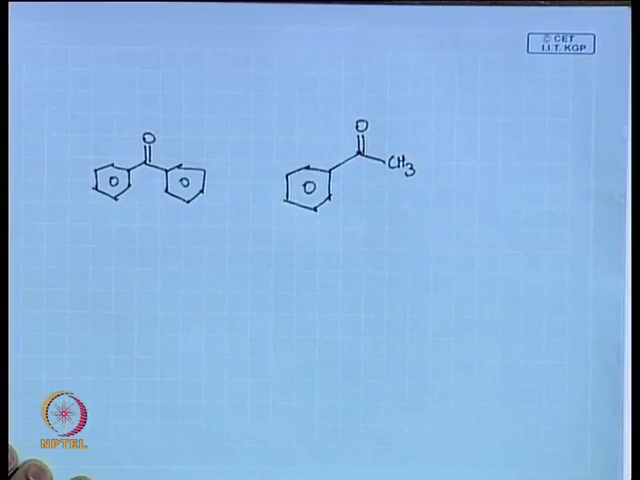 © CET
I.I.T. KGP
O
O
CH3
NPTEL